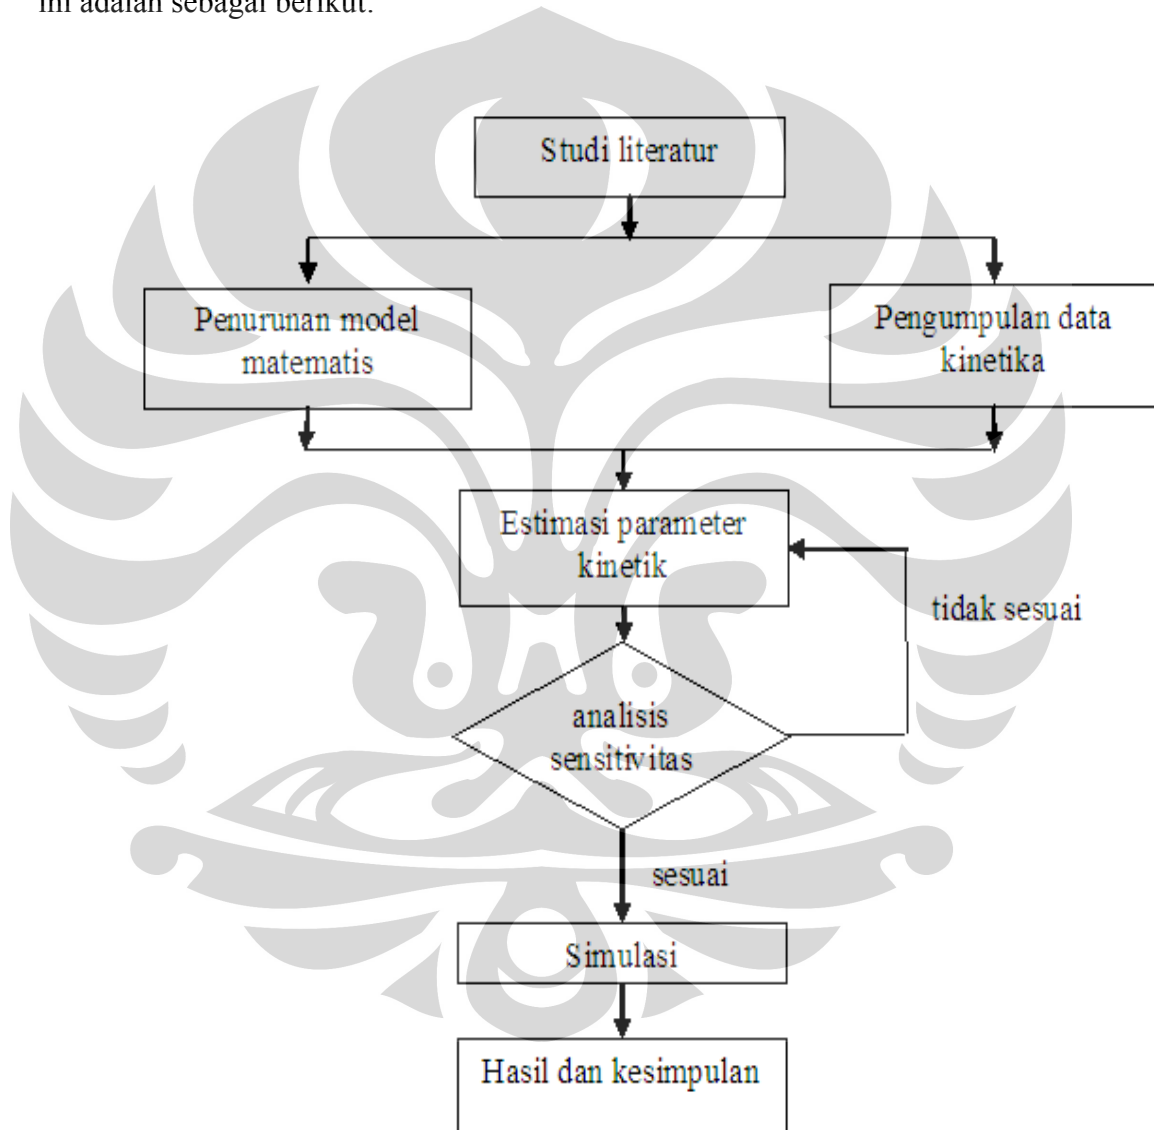 ini adalah sebagai berikut:
Studi literatur
Penurunan model
matematis
Pengumpulan data
kinetika
Estimasi parameter
kinetik
tidak sesuai
analisis
sensitivitas
sesuai
Simulasi
Hasil dan kesimpulan